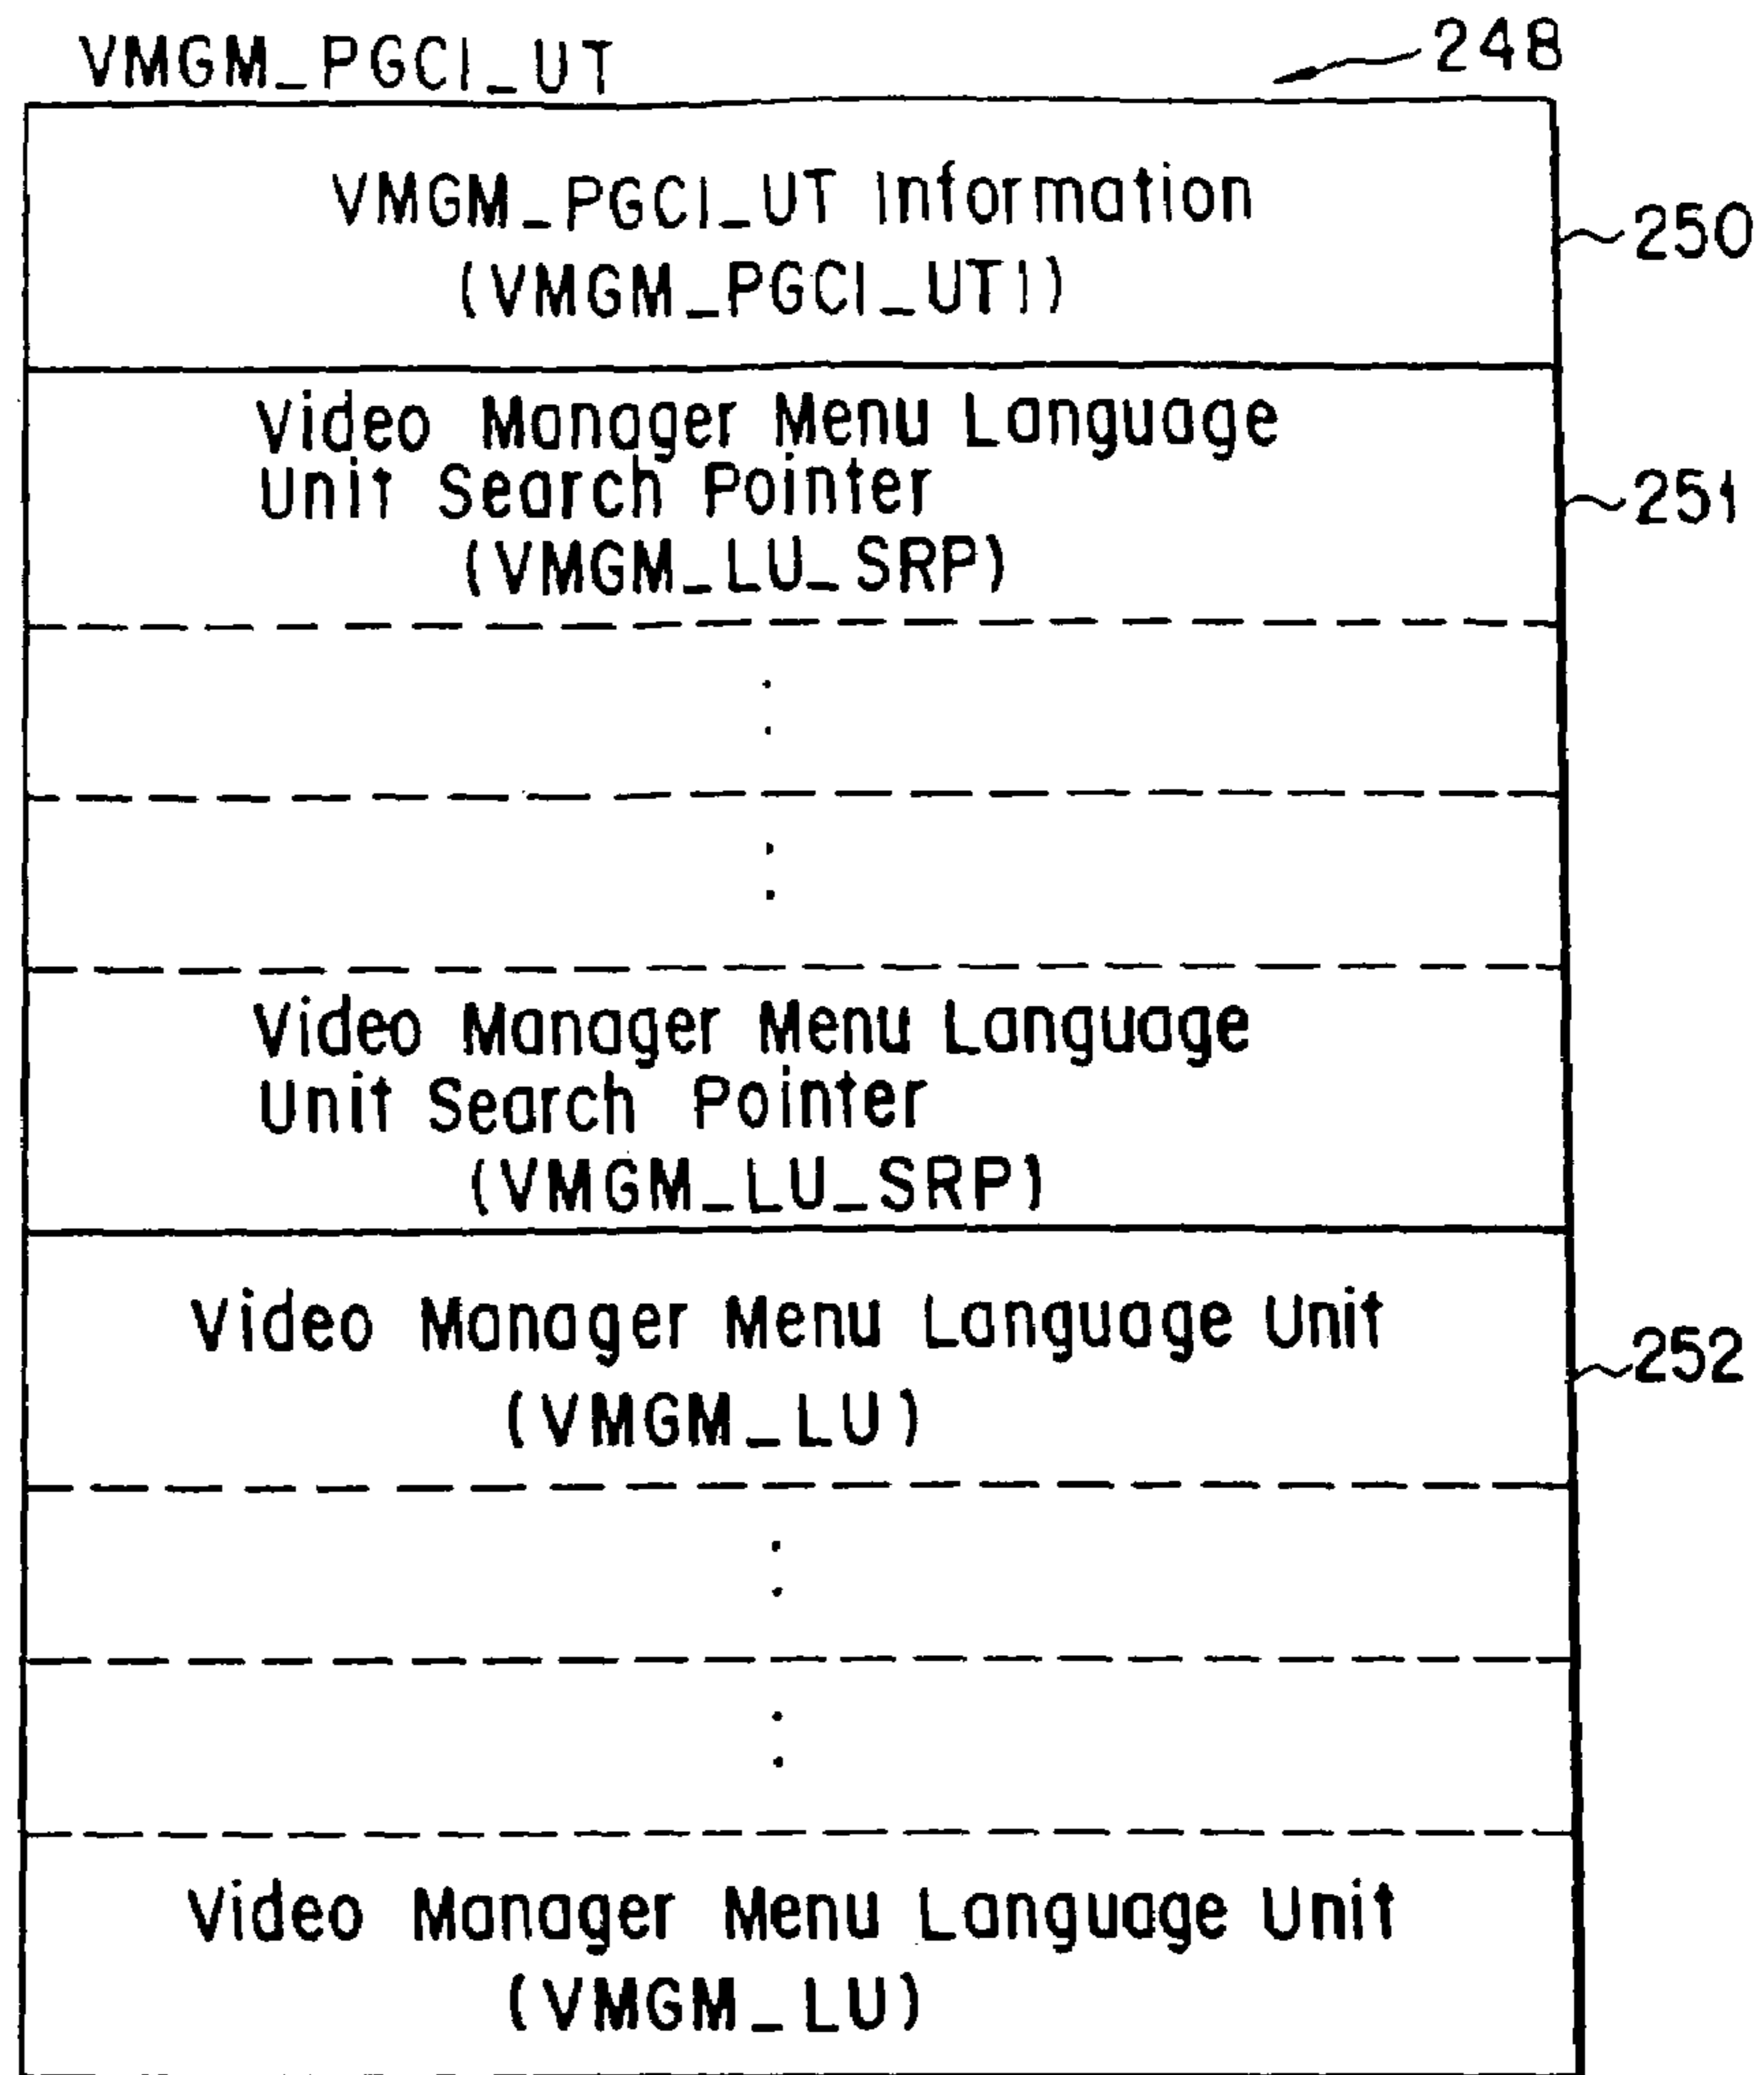 VMGM_PGCI_UT
248
VMGM_PGCI_UT Information
(VMGM_PGCI_UTI)
250
Video Manager Menu Language
Unit Search Pointer
(VMGM_LU_SRP)
251
Video Manager Menu Language
Unit Search Pointer
(VMGM_LU_SRP)
Video Manager Menu Language Unit
(VMGM_LU)
252
Video Manager Menu Language Unit
(VMGM_LU)